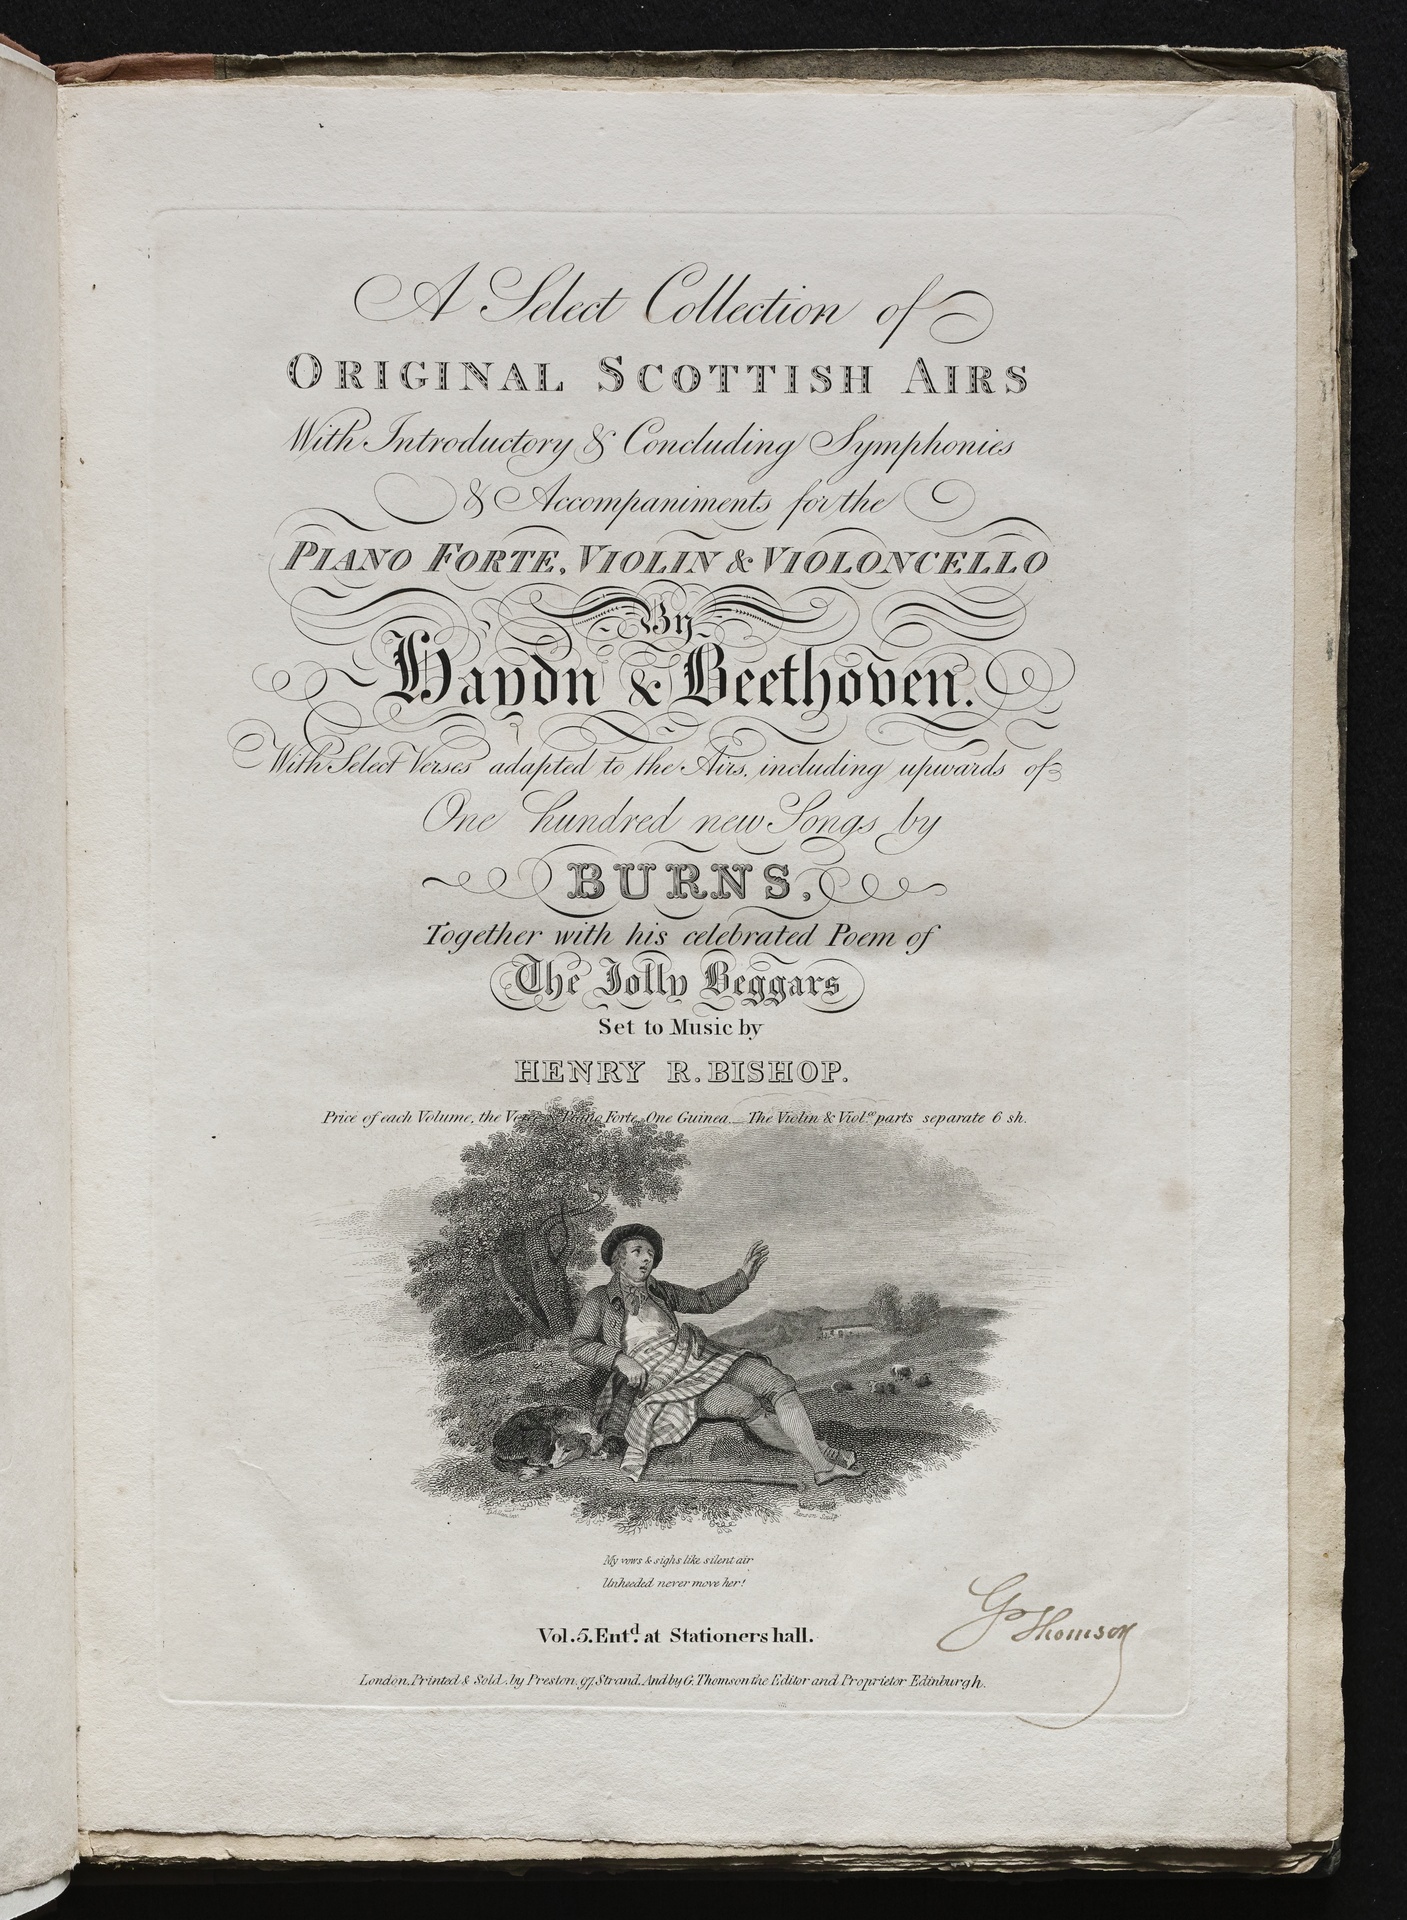 A Select Collection of
ORIGINAL SCOTTISH AIRS
With Introductory & Concluding Symphonies
& Accompaniments for the
PIANO FORTE, VIOLIN & VIOLONCELLO
By
Haydn & Beethoven.
With Select Verses adapted to the Airs, including upwards of
One hundred new Songs by
BURNS,
Together with his celebrated Poem of
The Jolly Beggars
Set to Music by
HENRY R. BISHOP.
Price of each Volume, the Voice & Piano Forte, One Guinea.__The Violin & Viol.º parts separate 6 sh.
My vows & sighs like silent air
Unheeded never move her!
Vol. 5. Entᵈ. at Stationers hall.
G Thomson
London, Printed & Sold by Preston. 97 Strand, And by G. Thomson the Editor and Proprietor Edinburgh.